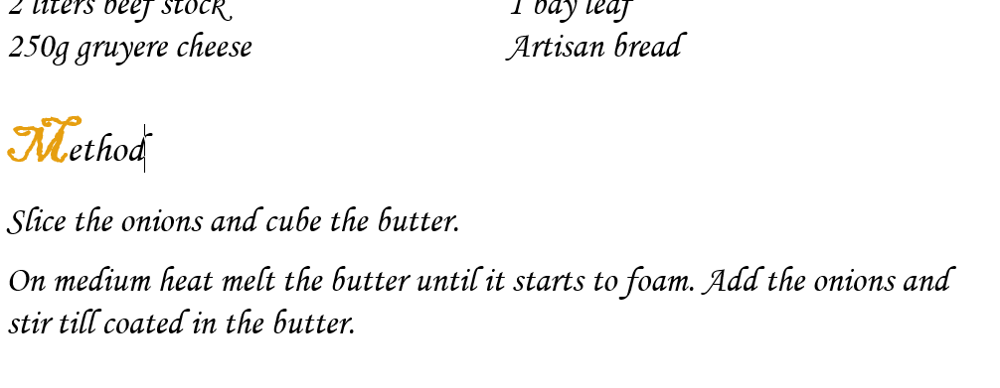 2 liters beef stock 1 bay leaf
250g gruyere cheese Artisan bread
Method
Slice the onions and cube the butter.
On medium heat melt the butter until it starts to foam. Add the onions and
stir till coated in the butter.